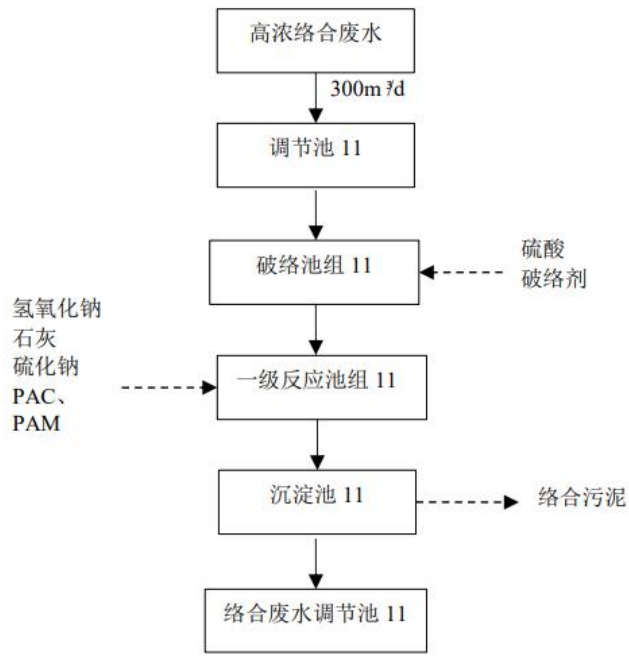 高浓络合废水
300m³/d
调节池 11
破络池组 11
硫酸
破络剂
氢氧化钠
石灰
硫化钠
PAC、
PAM
一级反应池组 11
沉淀池 11
络合污泥
络合废水调节池 11